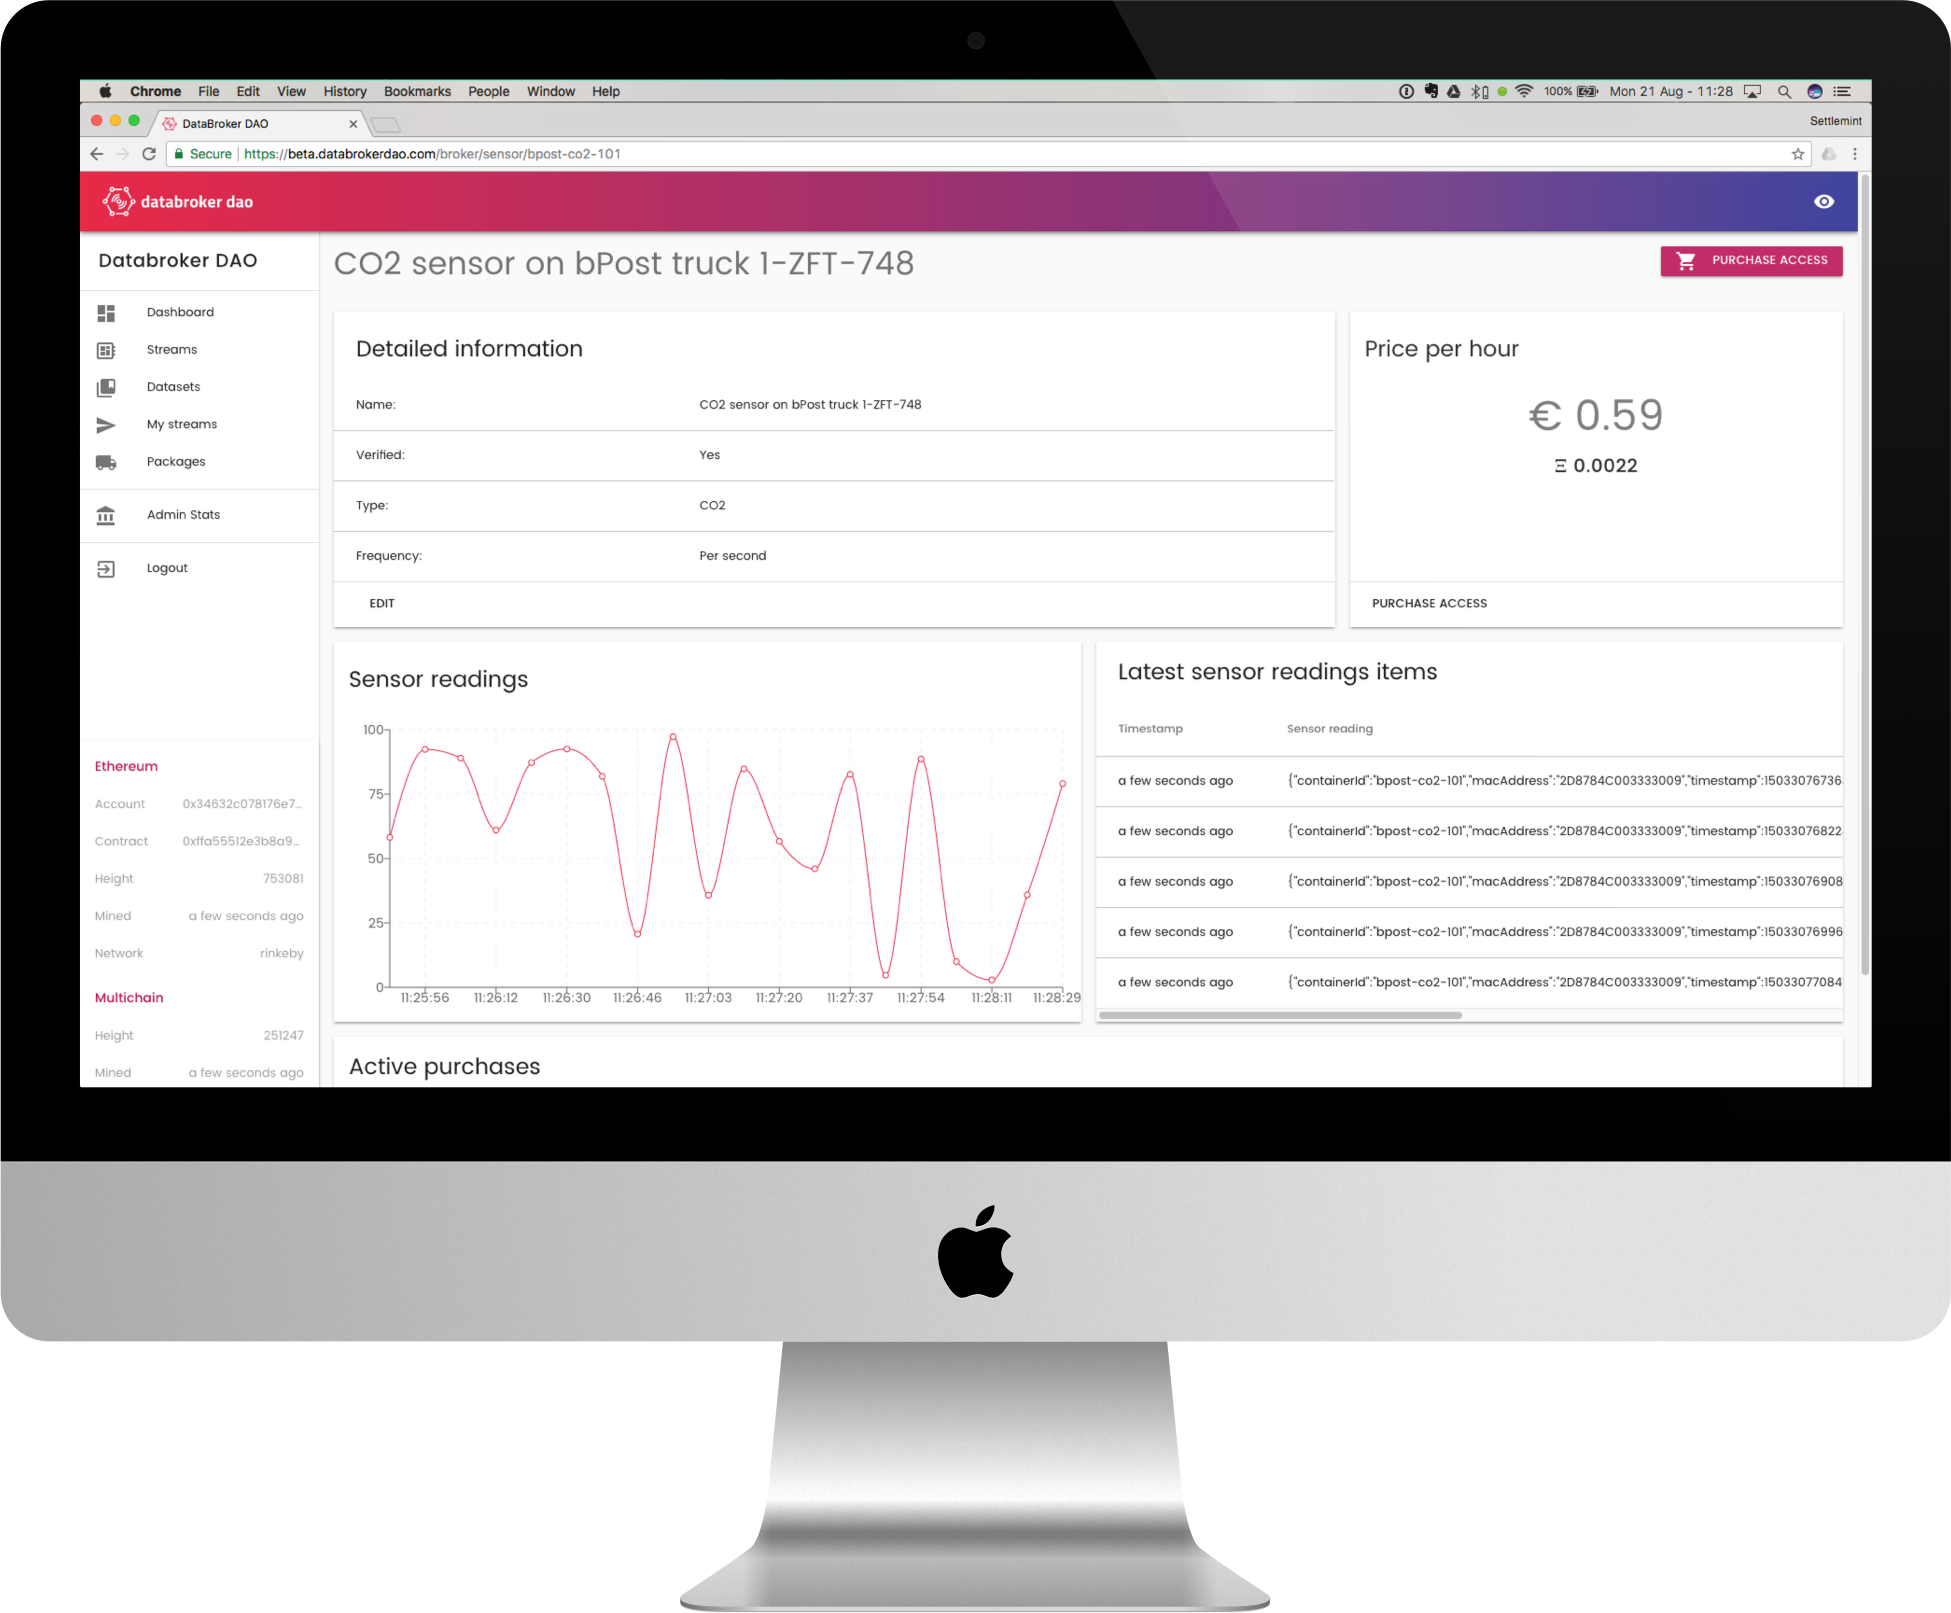 Chrome File Edit View History Bookmarks People Window Help
100% Mon 21 Aug - 11:28
DataBroker DAO
Settlemint
Secure https://beta.databrokerdao.com/broker/sensor/bpost-co2-101
databroker dao
Databroker DAO
Dashboard
Streams
Datasets
My streams
Packages
Admin Stats
Logout
Ethereum
Account 0x34632c078176e7...
Contract 0xffa55512e3b8a9...
Height 753081
Mined a few seconds ago
Network rinkeby
Multichain
Height 251247
Mined a few seconds ago
CO2 sensor on bPost truck 1-ZFT-748
PURCHASE ACCESS
Detailed information
Name: CO2 sensor on bPost truck 1-ZFT-748
Verified: Yes
Type: CO2
Frequency: Per second
EDIT
Price per hour
€ 0.59
Ξ 0.0022
PURCHASE ACCESS
Sensor readings
100
75
50
25
0
11:25:56 11:26:12 11:26:30 11:26:46 11:27:03 11:27:20 11:27:37 11:27:54 11:28:11 11:28:29
Latest sensor readings items
Timestamp Sensor reading
a few seconds ago {"containerId":"bpost-co2-101","macAddress":"2D8784C003333009","timestamp":15033076736
a few seconds ago {"containerId":"bpost-co2-101","macAddress":"2D8784C003333009","timestamp":15033076822
a few seconds ago {"containerId":"bpost-co2-101","macAddress":"2D8784C003333009","timestamp":15033076908
a few seconds ago {"containerId":"bpost-co2-101","macAddress":"2D8784C003333009","timestamp":15033076996
a few seconds ago {"containerId":"bpost-co2-101","macAddress":"2D8784C003333009","timestamp":15033077084
Active purchases